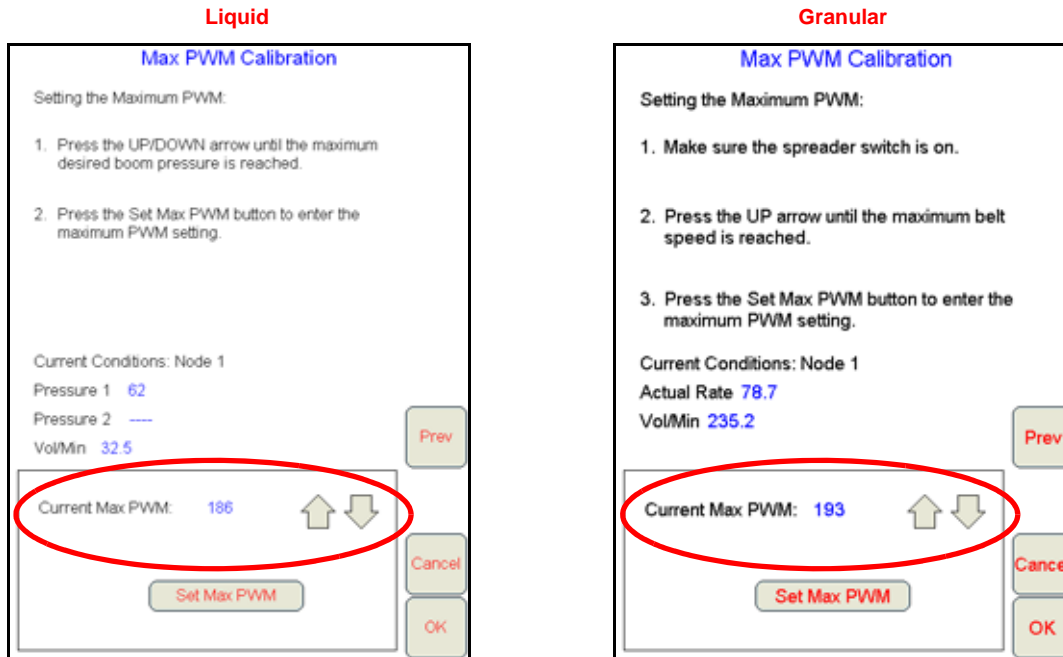 Liquid
Max PWM Calibration
Setting the Maximum PWM:
1. Press the UP/DOWN arrow until the maximum
desired boom pressure is reached.
2. Press the Set Max PWM button to enter the
maximum PWM setting.
Current Conditions: Node 1
Pressure 1 62
Pressure 2 ----
Vol/Min 32.5
Prev
Current Max PWM: 186
Cancel
Set Max PWM
OK
Granular
Max PWM Calibration
Setting the Maximum PWM:
1. Make sure the spreader switch is on.
2. Press the UP arrow until the maximum belt
speed is reached.
3. Press the Set Max PWM button to enter the
maximum PWM setting.
Current Conditions: Node 1
Actual Rate 78.7
Vol/Min 235.2
Prev
Current Max PWM: 193
Cance
Set Max PWM
OK